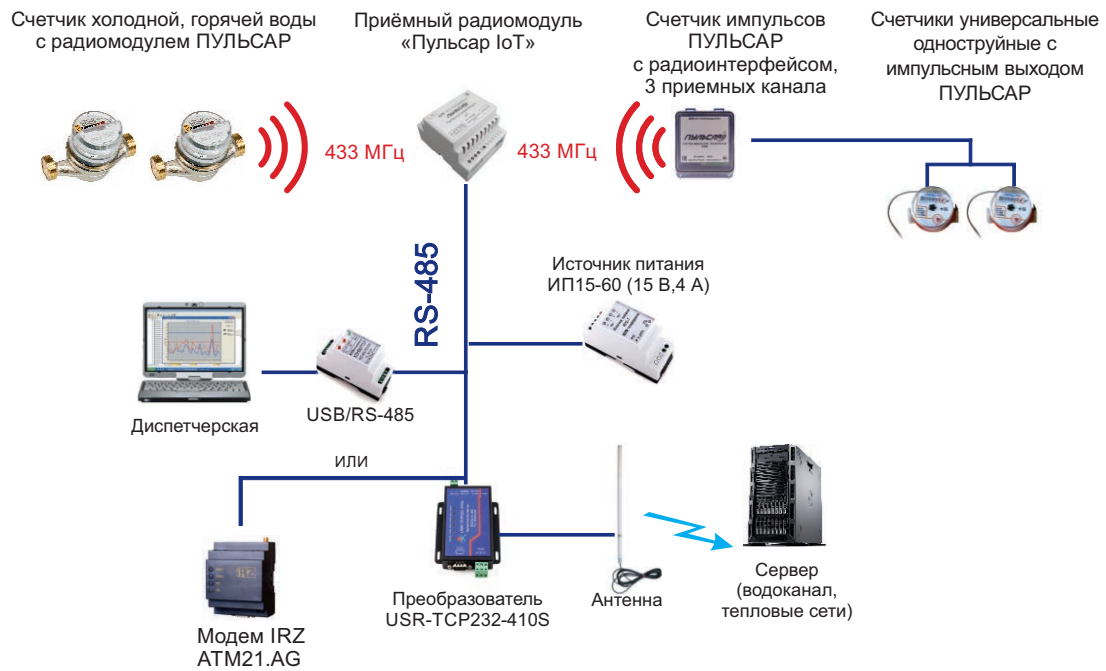 Счетчик холодной, горячей воды
с радиомодулем ПУЛЬСАР
Приёмный радиомодуль
«Пульсар IoT»
Счетчик импульсов
ПУЛЬСАР
с радиоинтерфейсом,
3 приемных канала
Счетчики универсальные
одноструйные с
импульсным выходом
ПУЛЬСАР
433 МГц
433 МГц
ПУЛЬСАР
RS-485
Источник питания
ИП15-60 (15 В,4 А)
USB/RS-485
Диспетчерская
или
Преобразователь
USR-TCP232-410S
Антенна
Сервер
(водоканал,
тепловые сети)
Модем IRZ
ATM21.AG